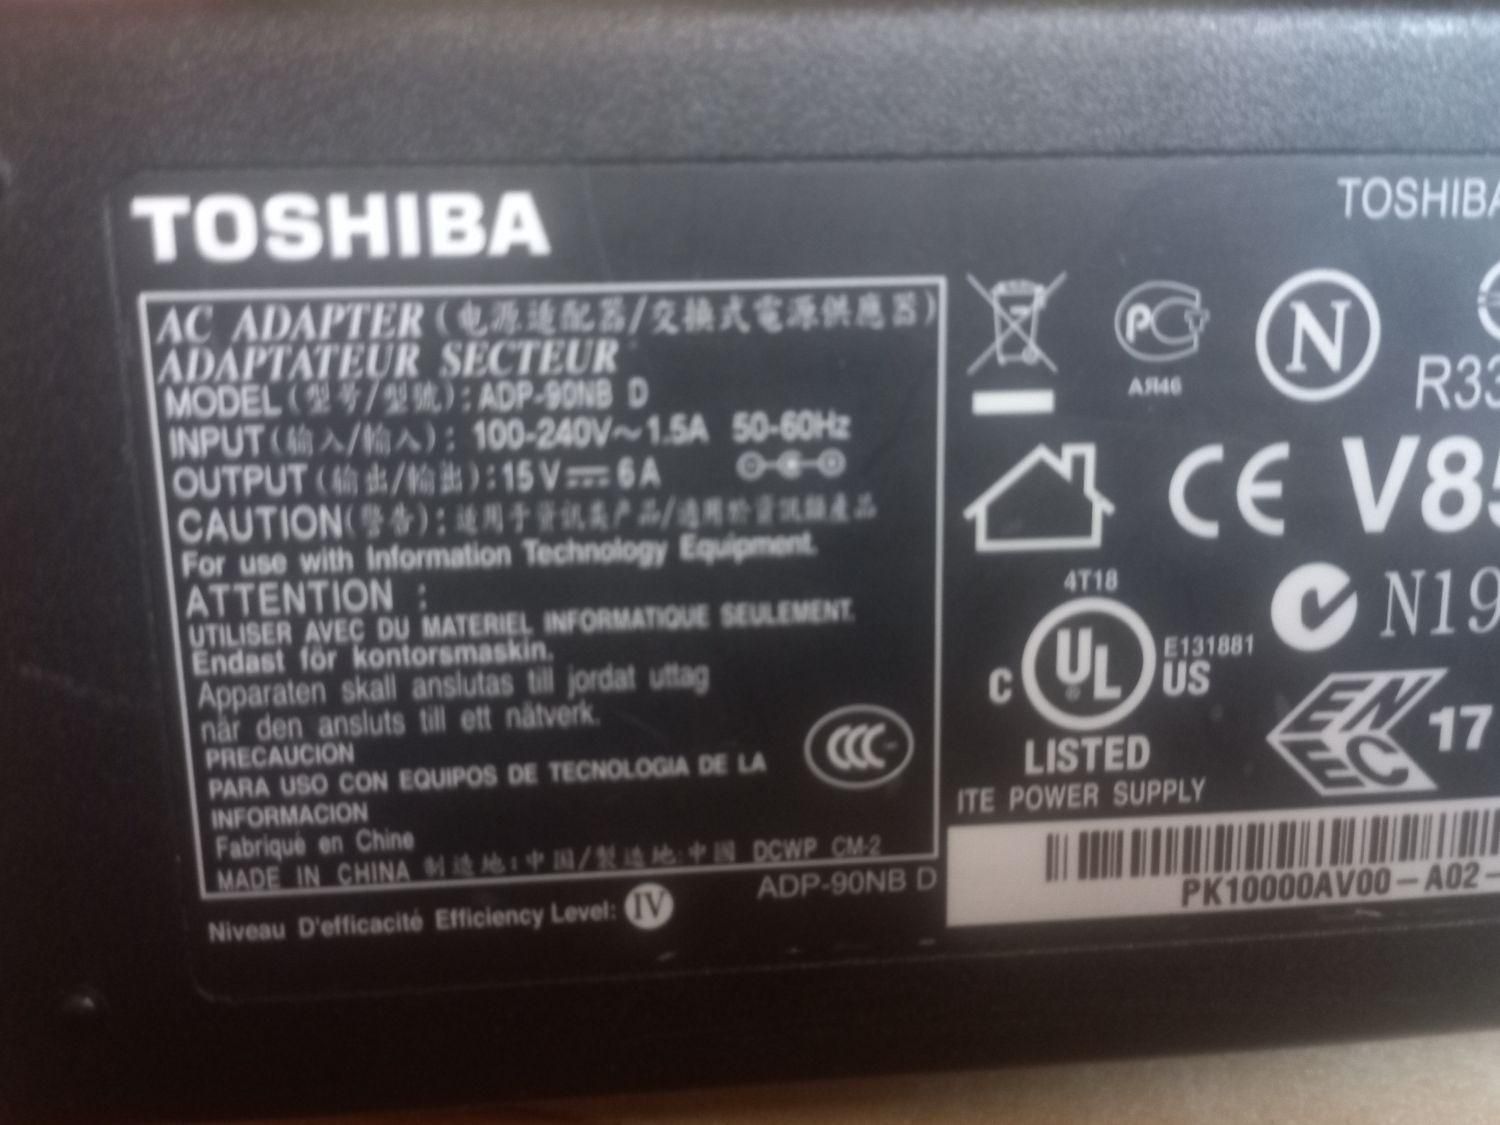 TOSHIBA
AC ADAPTER (电源适配器/交換式電源供應器)
ADAPTATEUR SECTEUR
MODEL (型号/型號): ADP-90NB D
INPUT (输入/輸入): 100-240V~1.5A 50-60Hz
OUTPUT (输出/輸出): 15V⎓6A
CAUTION(警告): 适用于資訊类产品/適用於資訊類產品
For use with Information Technology Equipment.
ATTENTION :
UTILISER AVEC DU MATERIEL INFORMATIQUE SEULEMENT.
Endast för kontorsmaskin.
Apparaten skall anslutas till jordat uttag
när den ansluts till ett nätverk.
PRECAUCION
PARA USO CON EQUIPOS DE TECNOLOGIA DE LA
INFORMACION
Fabriqué en Chine
MADE IN CHINA 制造地:中国/製造地:中國 DCWP CM-2
CCC
Niveau D'efficacité Efficiency Level: IV
ADP-90NB D
TOSHIBA
PCT
АЯ46
N
R33
CE
V85
4T18
N19
C UL US
E131881
LISTED
ITE POWER SUPPLY
ENEC
17
PK10000AV00-A02-